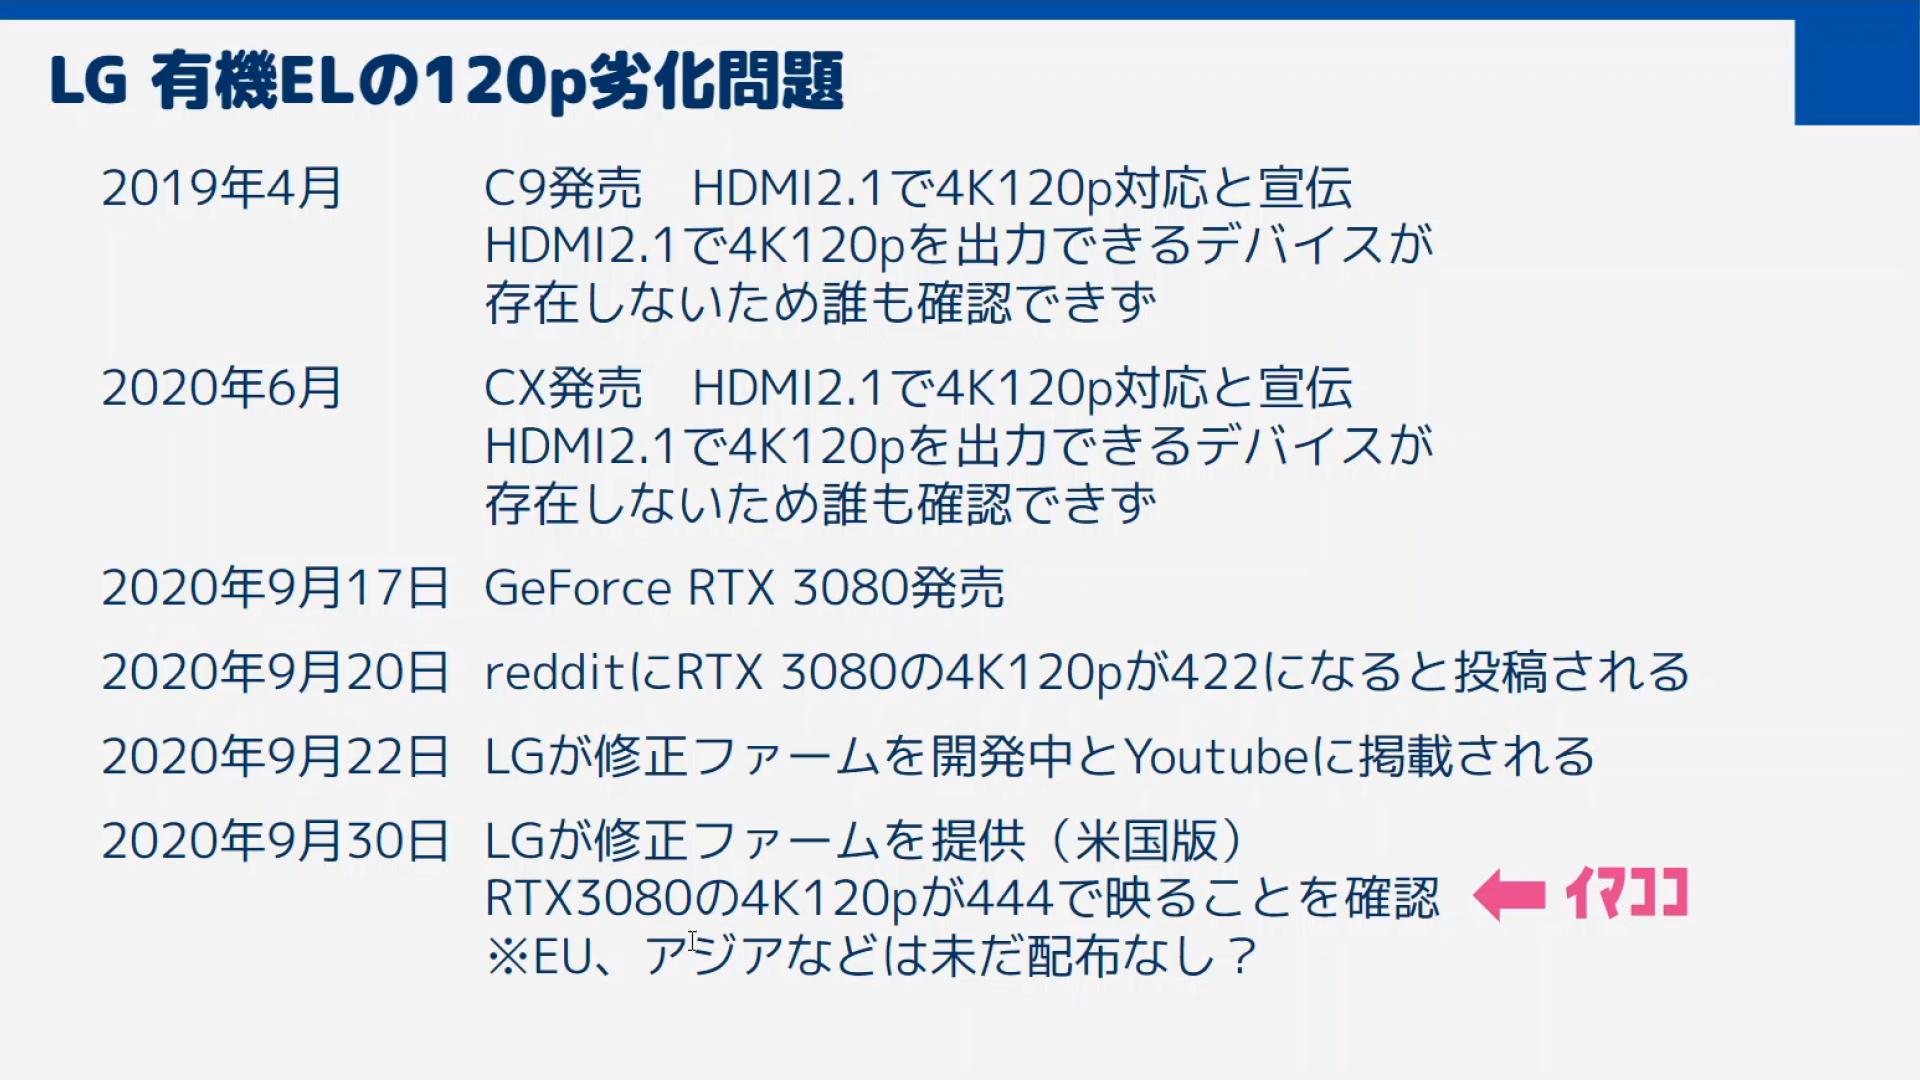 LG 有機ELの120p劣化問題
2019年4月 C9発売　HDMI2.1で4K120p対応と宣伝
HDMI2.1で4K120pを出力できるデバイスが
存在しないため誰も確認できず
2020年6月 CX発売　HDMI2.1で4K120p対応と宣伝
HDMI2.1で4K120pを出力できるデバイスが
存在しないため誰も確認できず
2020年9月17日 GeForce RTX 3080発売
2020年9月20日 redditにRTX 3080の4K120pが422になると投稿される
2020年9月22日 LGが修正ファームを開発中とYoutubeに掲載される
2020年9月30日 LGが修正ファームを提供（米国版）
RTX3080の4K120pが444で映ることを確認 ⬅ ｲﾏｺｺ
※EU、アジアなどは未だ配布なし？